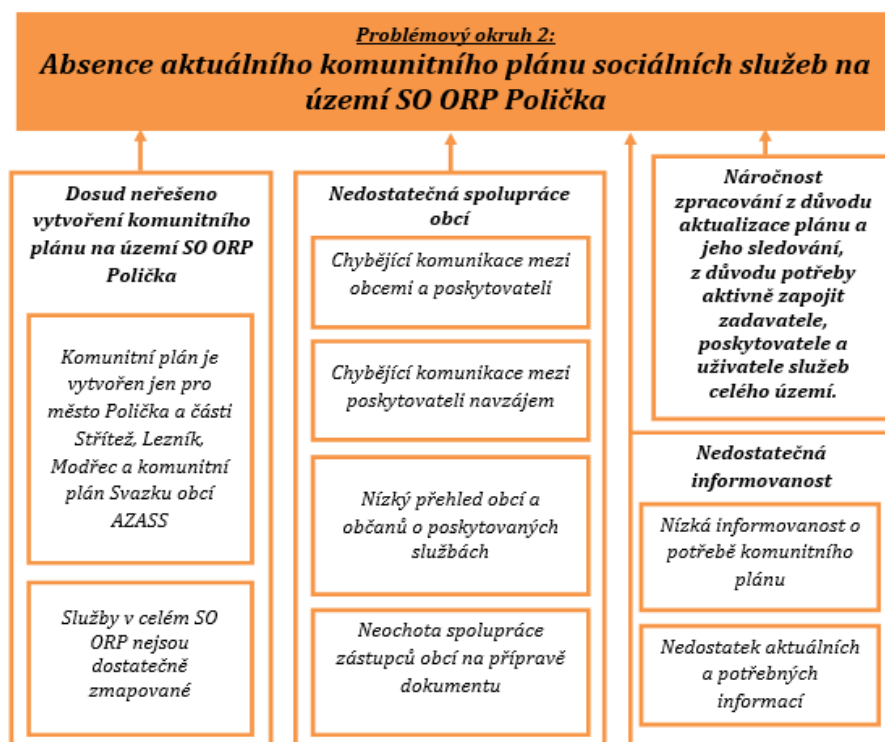 Problémový okruh 2:
Absence aktuálního komunitního plánu sociálních služeb na
území SO ORP Polička
Dosud neřešeno
vytvoření komunitního
plánu na území SO ORP
Polička
Komunitní plán je
vytvořen jen pro
město Polička a části
Střítež, Lezník,
Modřec a komunitní
plán Svazku obcí
AZASS
Služby v celém SO
ORP nejsou
dostatečně
zmapované
Nedostatečná spolupráce
obcí
Chybějící komunikace mezi
obcemi a poskytovateli
Chybějící komunikace mezi
poskytovateli navzájem
Nízký přehled obcí a
občanů o poskytovaných
službách
Neochota spolupráce
zástupců obcí na přípravě
dokumentu
Náročnost
zpracování z důvodu
aktualizace plánu a
jeho sledování,
z důvodu potřeby
aktivně zapojit
zadavatele,
poskytovatele a
uživatele služeb
celého území.
Nedostatečná
informovanost
Nízká informovanost o
potřebě komunitního
plánu
Nedostatek aktuálních
a potřebných
informací